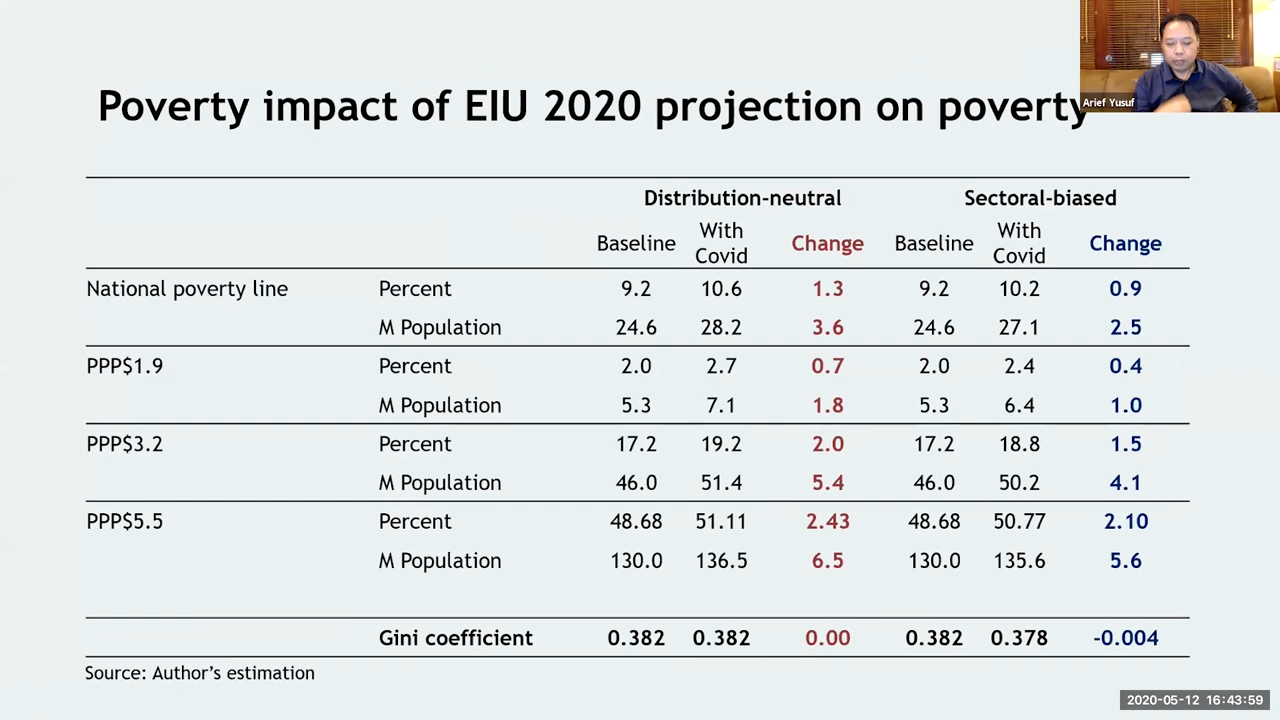 Arief Yusuf
Poverty impact of EIU 2020 projection on poverty
Distribution-neutral Sectoral-biased
Baseline With Covid Change Baseline With Covid Change
National poverty line Percent 9.2 10.6 1.3 9.2 10.2 0.9
M Population 24.6 28.2 3.6 24.6 27.1 2.5
PPP$1.9 Percent 2.0 2.7 0.7 2.0 2.4 0.4
M Population 5.3 7.1 1.8 5.3 6.4 1.0
PPP$3.2 Percent 17.2 19.2 2.0 17.2 18.8 1.5
M Population 46.0 51.4 5.4 46.0 50.2 4.1
PPP$5.5 Percent 48.68 51.11 2.43 48.68 50.77 2.10
M Population 130.0 136.5 6.5 130.0 135.6 5.6
Gini coefficient 0.382 0.382 0.00 0.382 0.378 -0.004
Source: Author’s estimation
2020-05-12 16:43:59